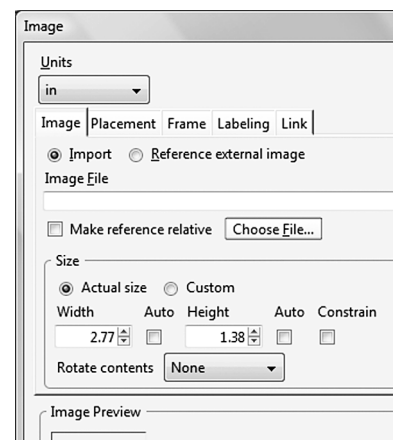 Image
Units
in
Image Placement Frame Labeling Link
Import Reference external image
Image File
Make reference relative Choose File...
Size
Actual size Custom
Width Auto Height Auto Constrain
2.77 1.38
Rotate contents None
Image Preview